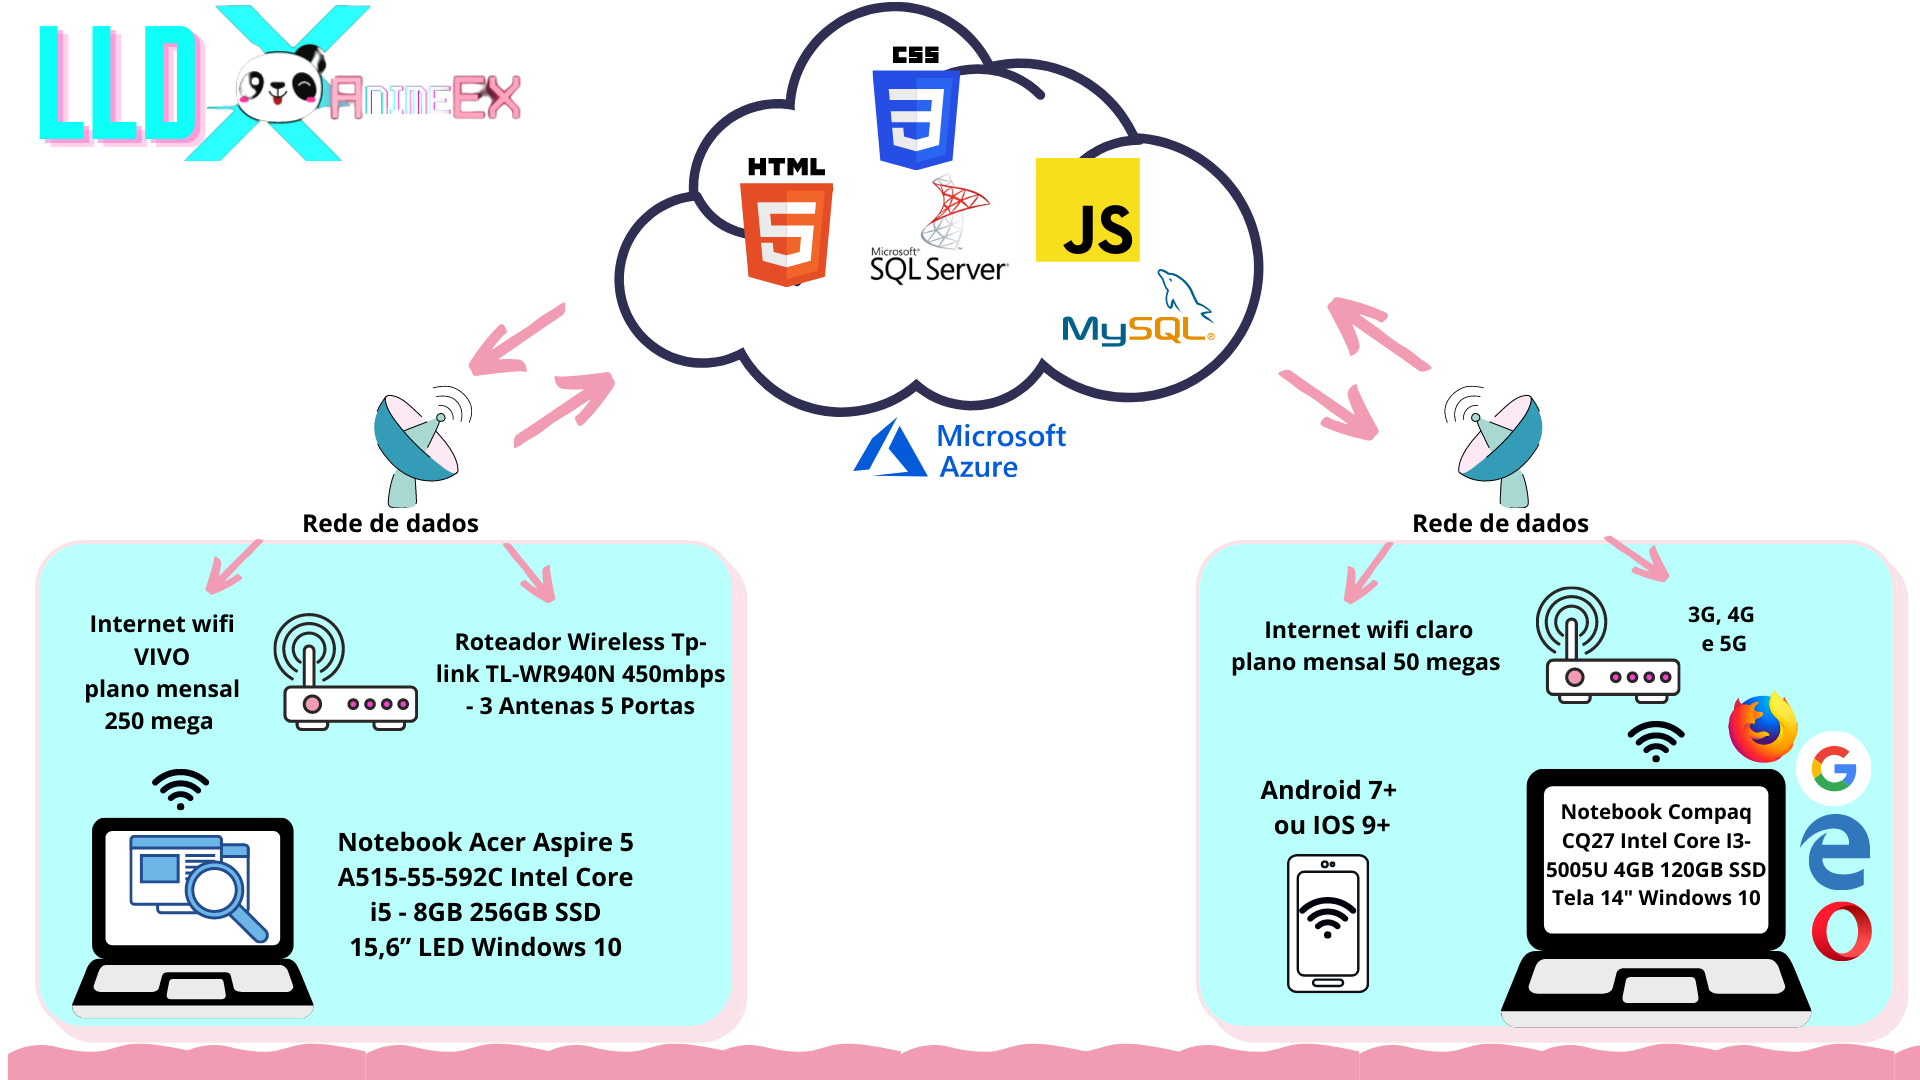 LLD
X
ANIMEEX
CSS
3
HTML
5
Microsoft®
SQL Server®
JS
MySQL®
Microsoft
Azure
Rede de dados
Internet wifi
VIVO
plano mensal
250 mega
Roteador Wireless Tp-
link TL-WR940N 450mbps
- 3 Antenas 5 Portas
Notebook Acer Aspire 5
A515-55-592C Intel Core
i5 - 8GB 256GB SSD
15,6” LED Windows 10
Rede de dados
Internet wifi claro
plano mensal 50 megas
3G, 4G
e 5G
Android 7+
ou IOS 9+
Notebook Compaq
CQ27 Intel Core I3-
5005U 4GB 120GB SSD
Tela 14" Windows 10
G